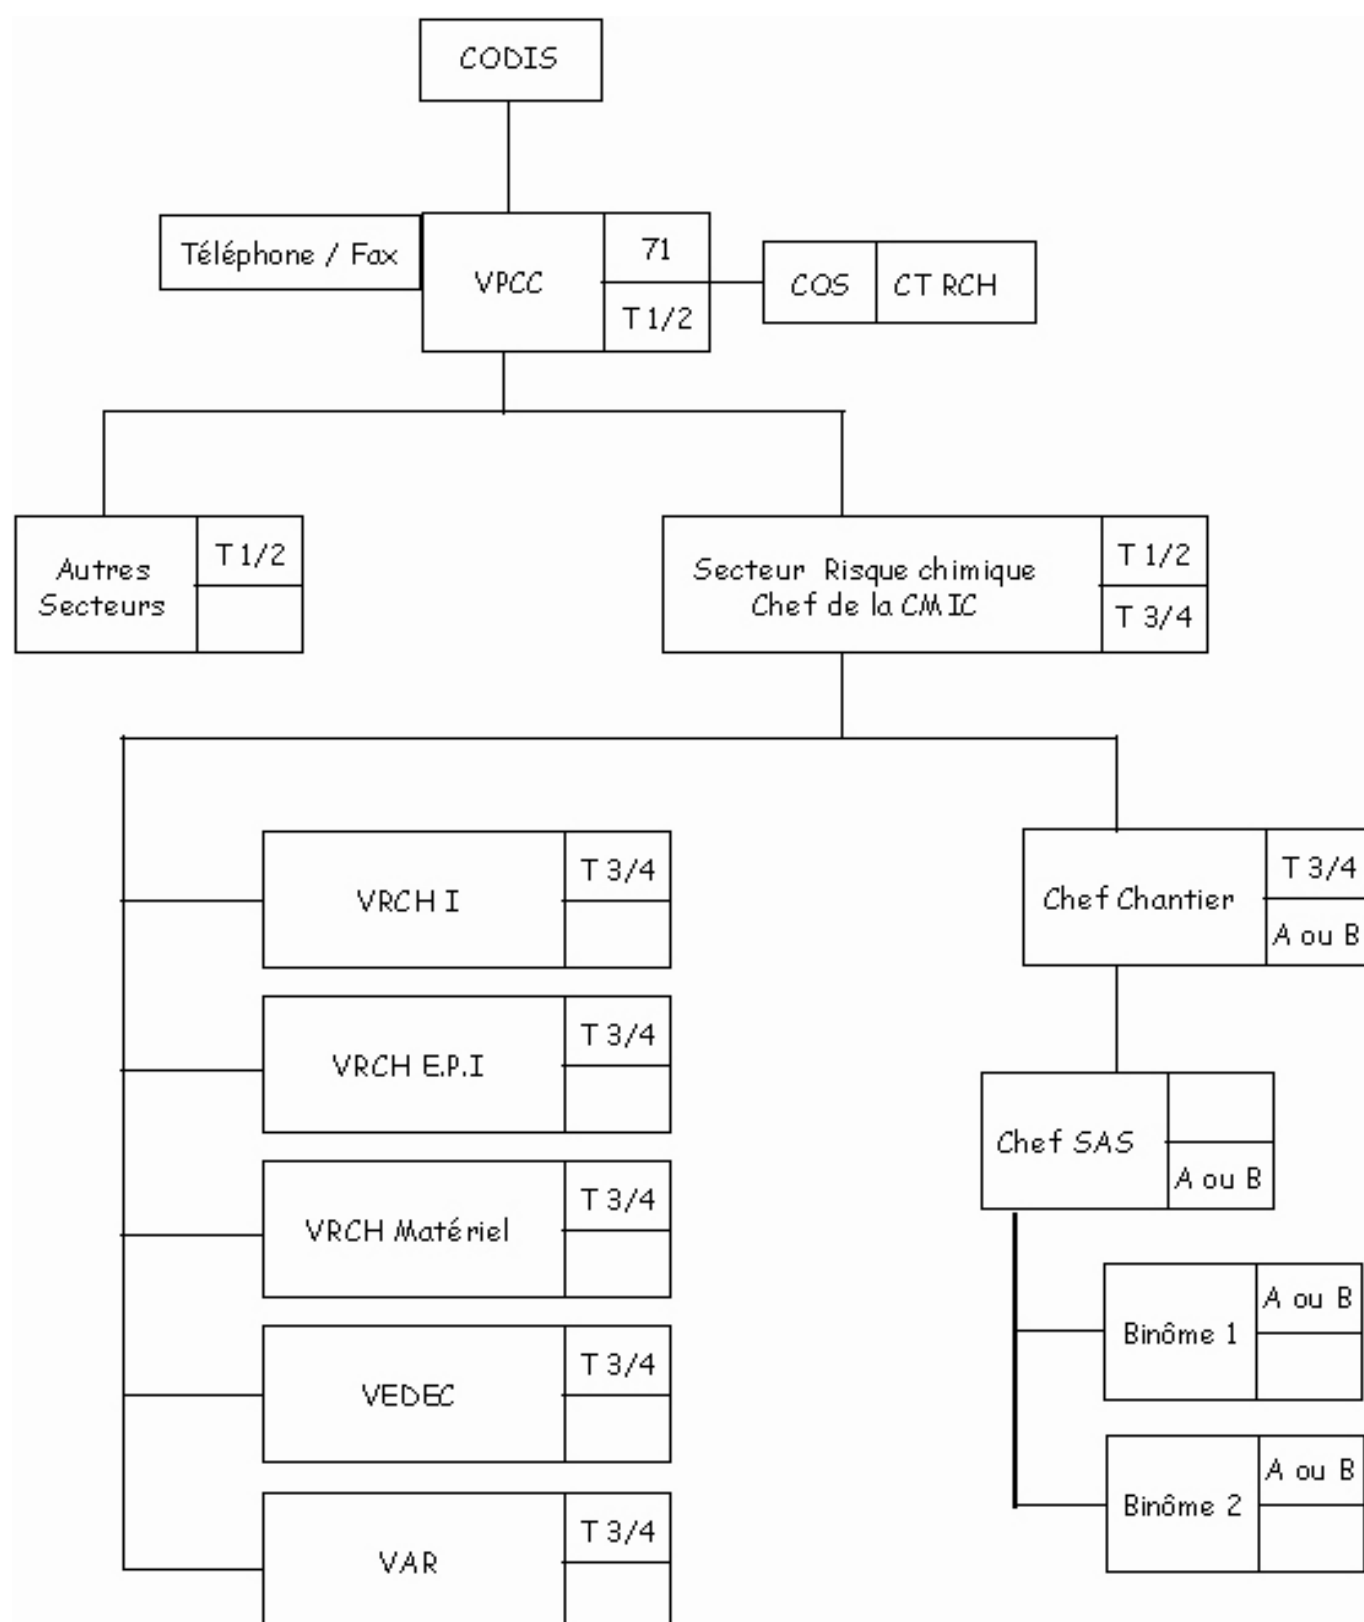 CODIS
Téléphone / Fax
VPCC
71
T 1/2
COS
CT RCH
Autres
Secteurs
T 1/2
Secteur Risque chimique
Chef de la CMIC
T 1/2
T 3/4
VRCH I
T 3/4
Chef Chantier
T 3/4
A ou B
VRCH E.P.I
T 3/4
Chef SAS
A ou B
VRCH Matériel
T 3/4
Binôme 1
A ou B
VEDEC
T 3/4
Binôme 2
A ou B
VAR
T 3/4